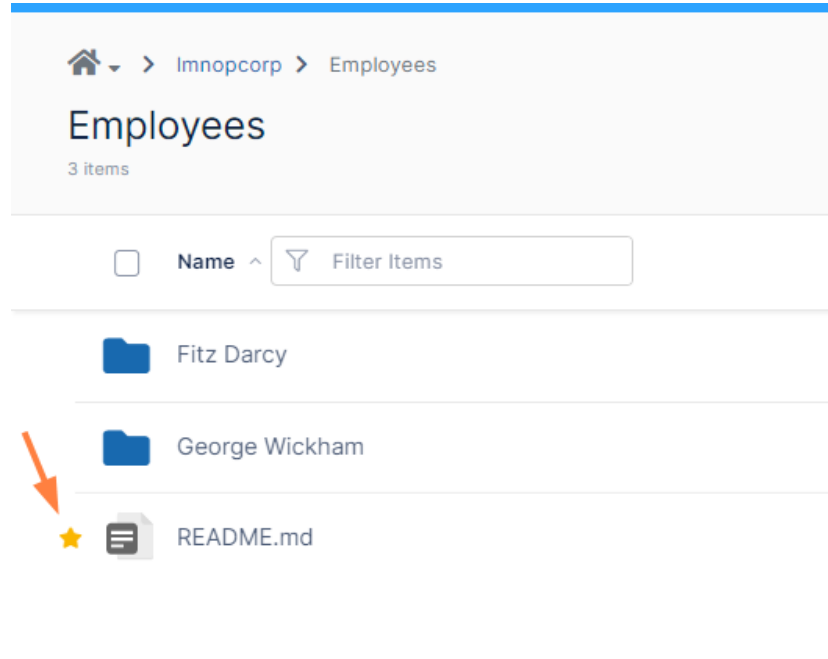 lmnopcorp Employees
Employees
3 items
Name Filter Items
Fitz Darcy
George Wickham
README.md